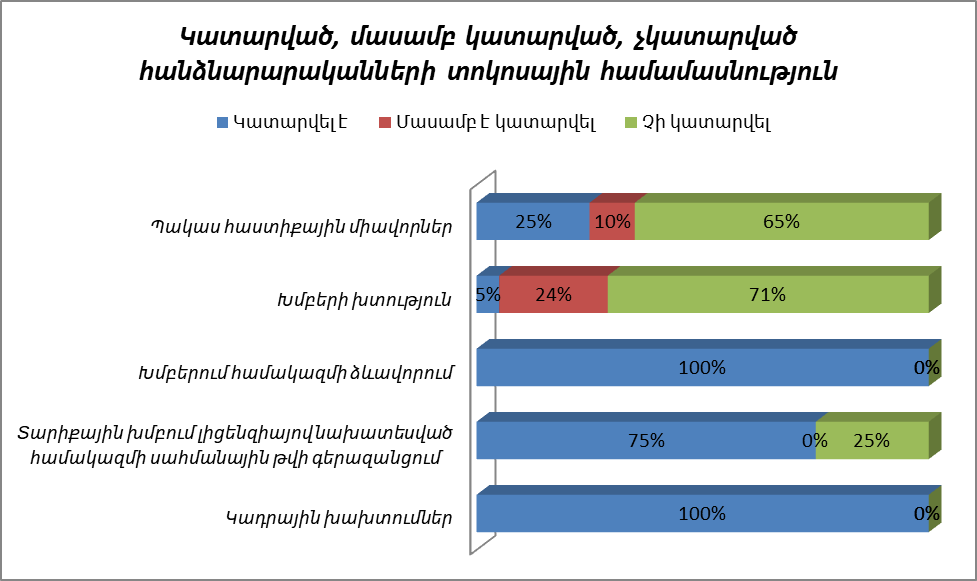 Կատարված, մասամբ կատարված, չկատարված
հանձնարարականների տոկոսային համամասնություն
Կատարվել է Մասամբ է կատարվել Չի կատարվել
Պակաս հաստիքային միավորներ 25% 10% 65%
Խմբերի խտություն 5% 24% 71%
Խմբերում համակազմի ձևավորում 100% 0%
Տարիքային խմբում լիցենզիայով նախատեսված
համակազմի սահմանային թվի գերազանցում 75% 0% 25%
Կադրային խախտումներ 100% 0%